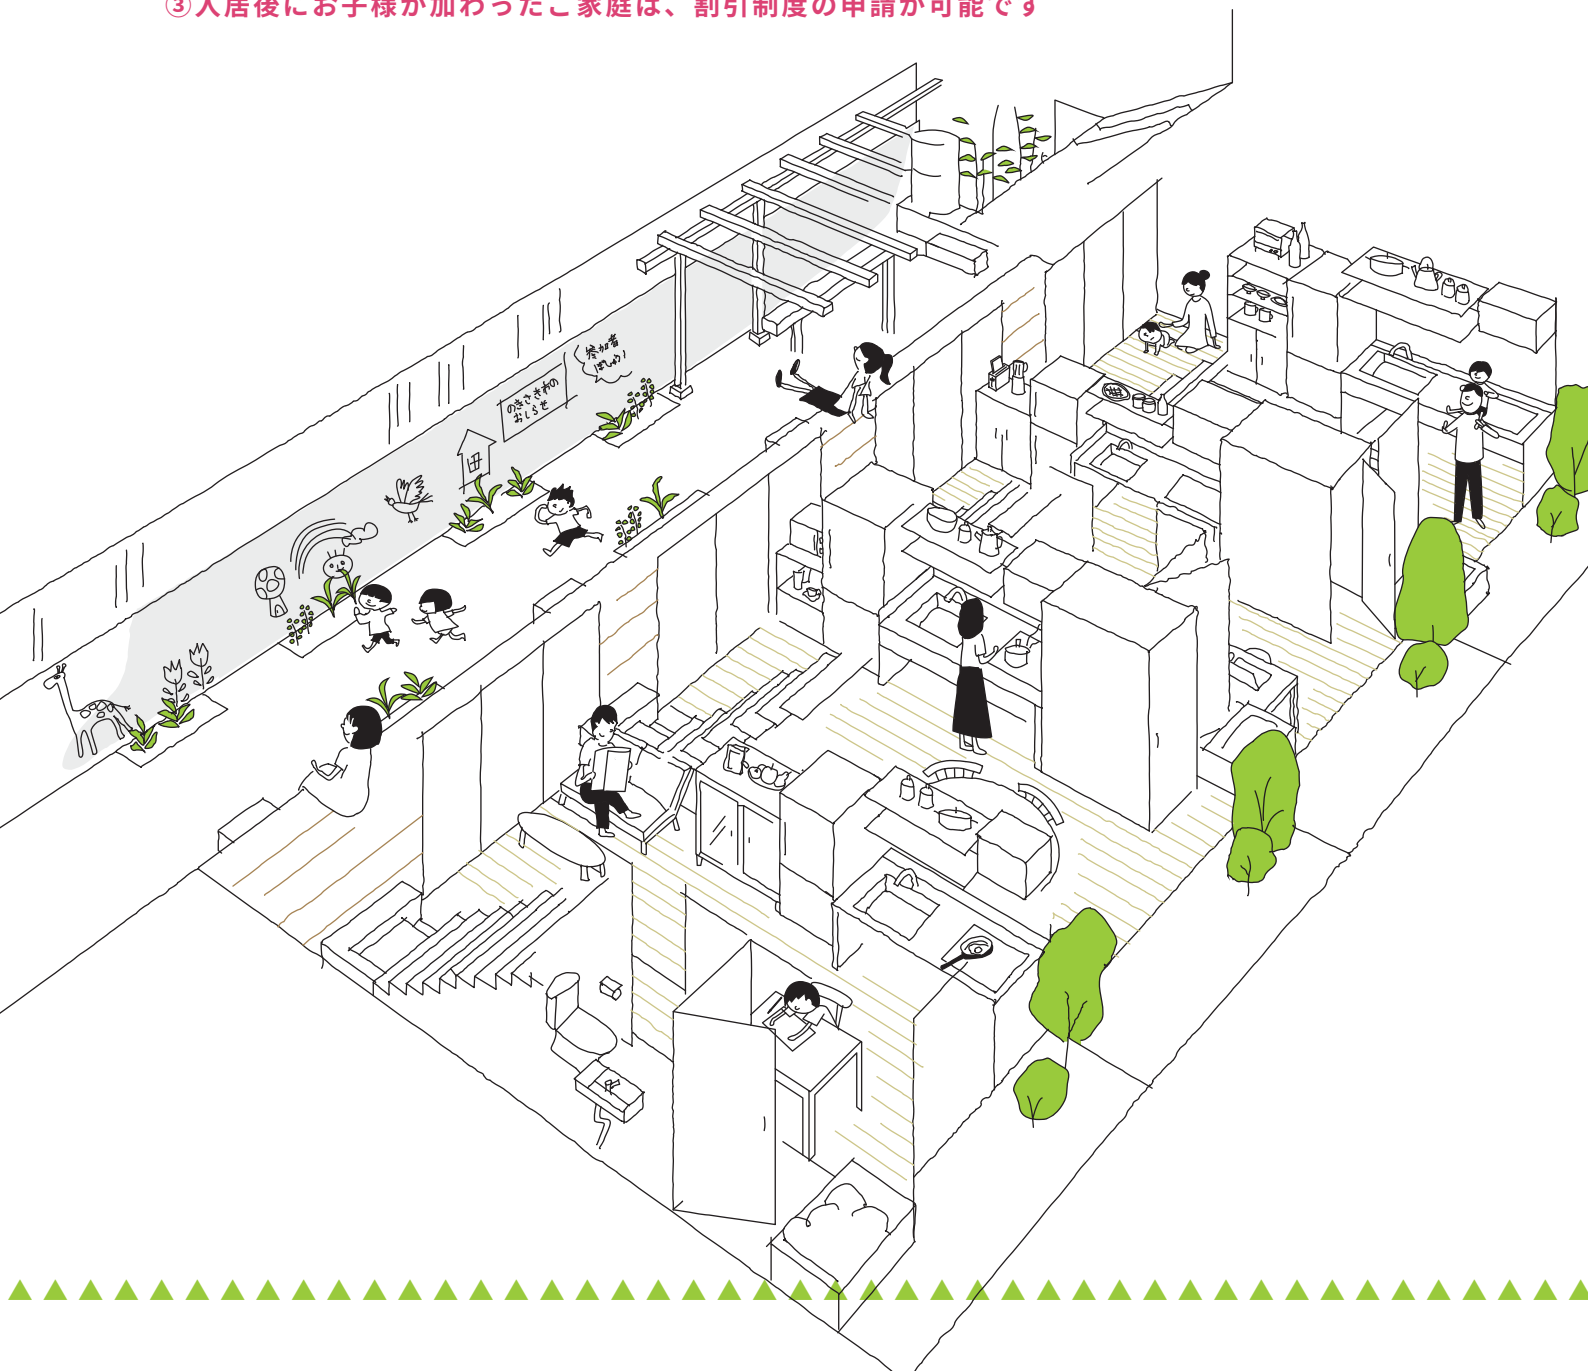 ③入居後にお子様が加わったご家庭は、割引制度の申請が可能です
参加者
ぼしゅう!
のきさきわの
おしらせ